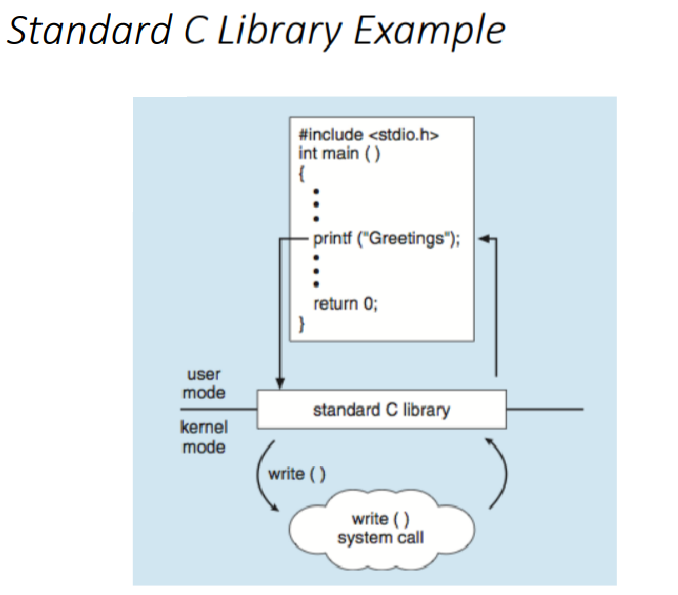 Standard C Library Example
#include <stdio.h>
int main ( )
{
•
•
•
printf ("Greetings");
•
•
•
return 0;
}
user
mode
standard C library
kernel
mode
write ( )
write ( )
system call